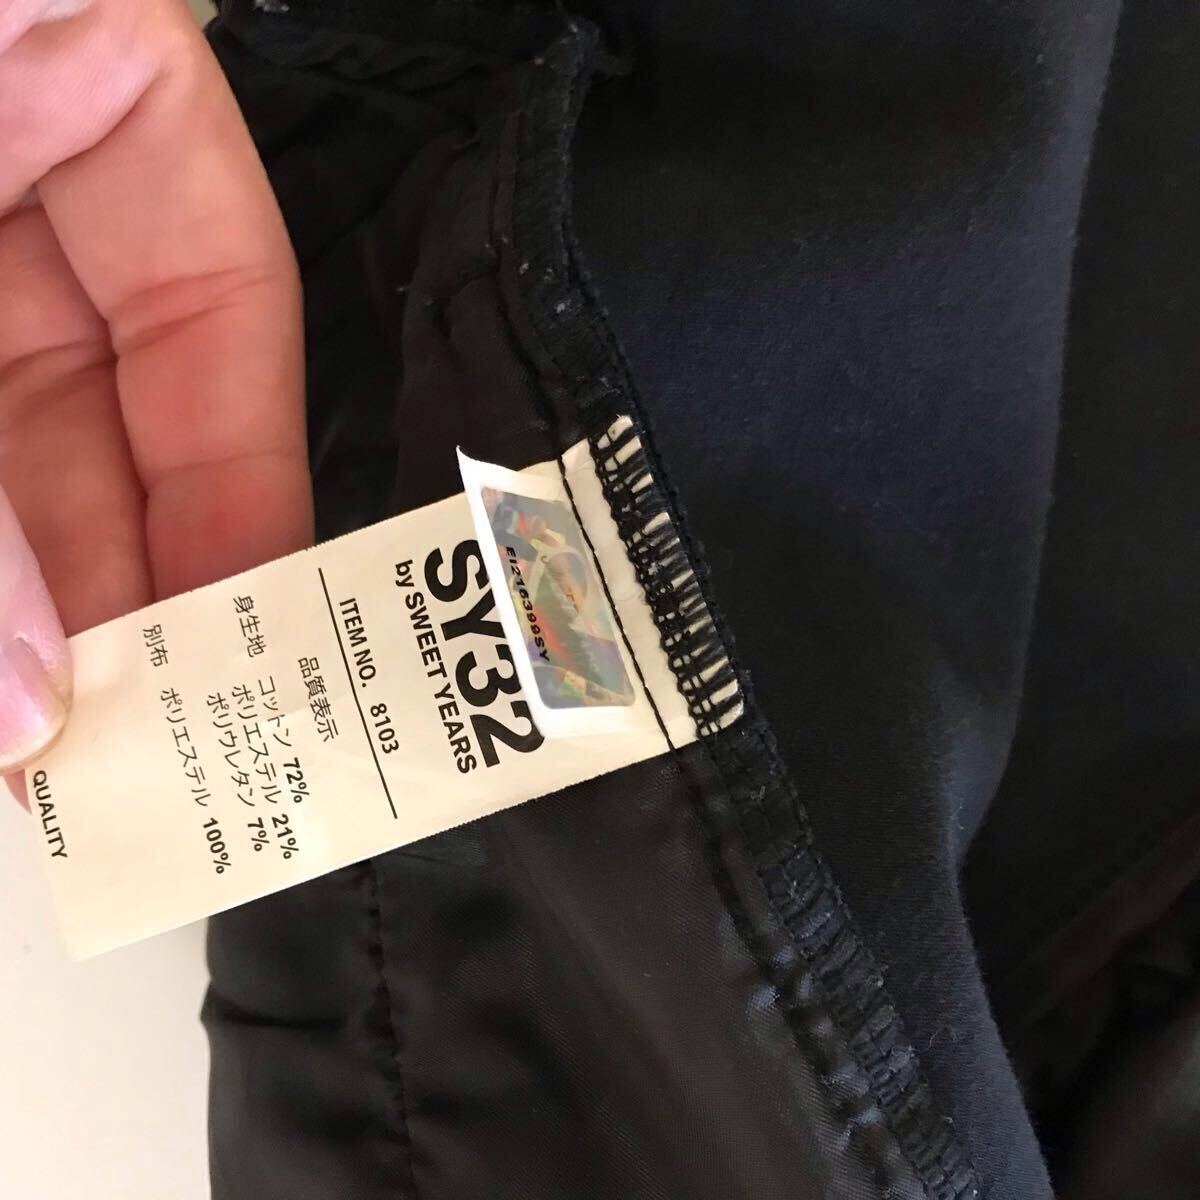 EI216399SY
SY32
by SWEET YEARS
ITEM NO. 8103
品質表示
身生地 コットン 72%
ポリエステル 21%
ポリウレタン 7%
別布 ポリエステル 100%
QUALITY